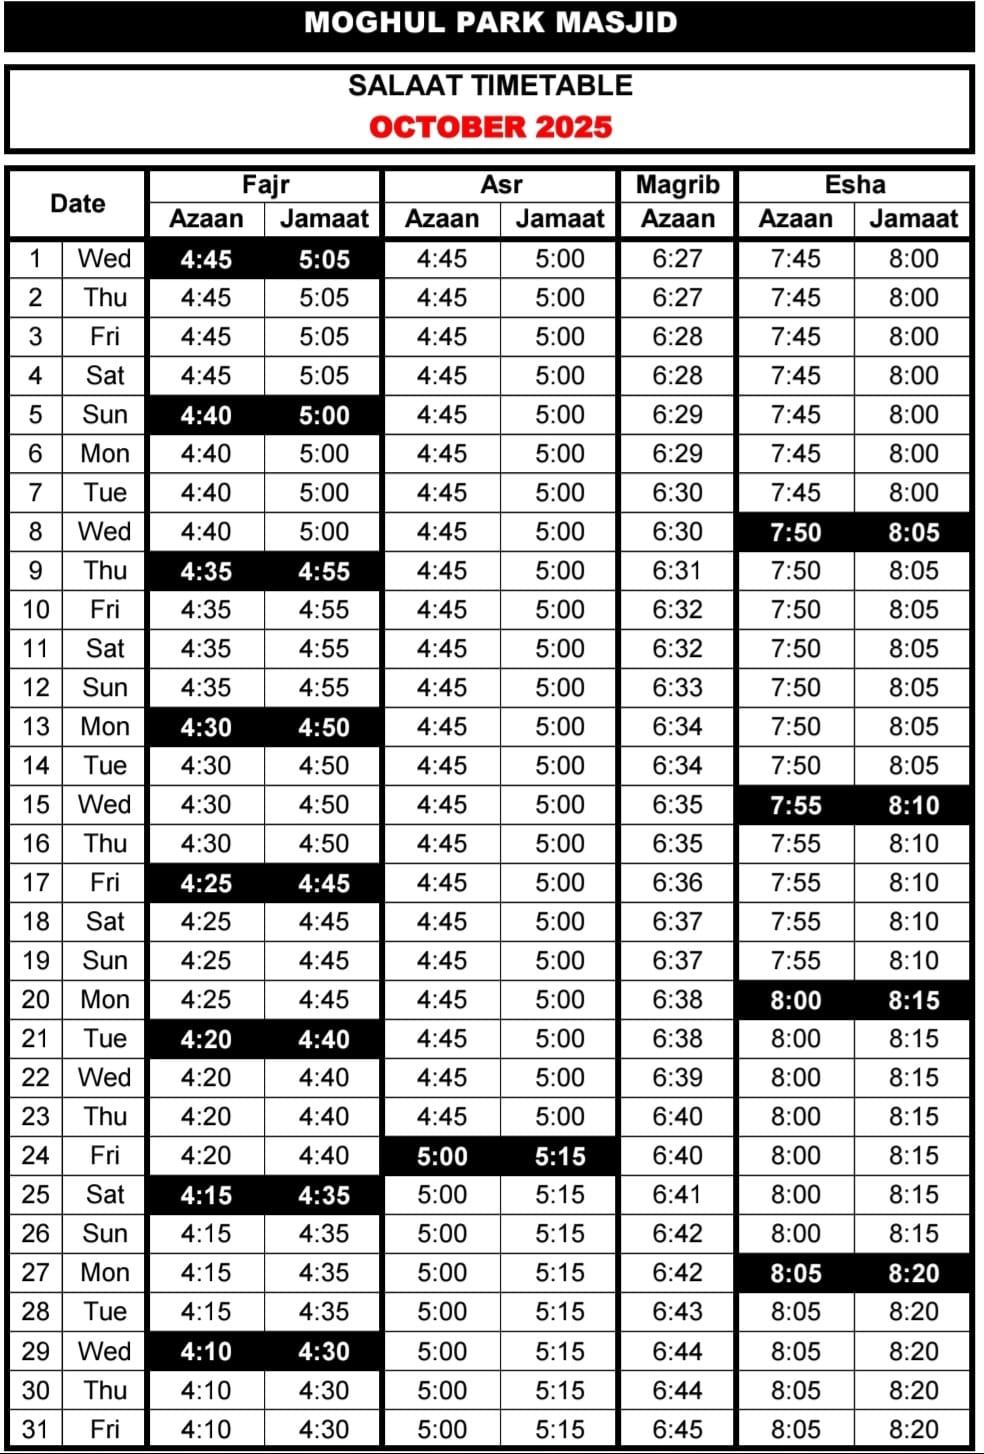 MOGHUL PARK MASJID
SALAAT TIMETABLE
OCTOBER 2025
Date Fajr Asr Magrib Esha
Azaan Jamaat Azaan Jamaat Azaan Azaan Jamaat
1 Wed 4:45 5:05 4:45 5:00 6:27 7:45 8:00
2 Thu 4:45 5:05 4:45 5:00 6:27 7:45 8:00
3 Fri 4:45 5:05 4:45 5:00 6:28 7:45 8:00
4 Sat 4:45 5:05 4:45 5:00 6:28 7:45 8:00
5 Sun 4:40 5:00 4:45 5:00 6:29 7:45 8:00
6 Mon 4:40 5:00 4:45 5:00 6:29 7:45 8:00
7 Tue 4:40 5:00 4:45 5:00 6:30 7:45 8:00
8 Wed 4:40 5:00 4:45 5:00 6:30 7:50 8:05
9 Thu 4:35 4:55 4:45 5:00 6:31 7:50 8:05
10 Fri 4:35 4:55 4:45 5:00 6:32 7:50 8:05
11 Sat 4:35 4:55 4:45 5:00 6:32 7:50 8:05
12 Sun 4:35 4:55 4:45 5:00 6:33 7:50 8:05
13 Mon 4:30 4:50 4:45 5:00 6:34 7:50 8:05
14 Tue 4:30 4:50 4:45 5:00 6:34 7:50 8:05
15 Wed 4:30 4:50 4:45 5:00 6:35 7:55 8:10
16 Thu 4:30 4:50 4:45 5:00 6:35 7:55 8:10
17 Fri 4:25 4:45 4:45 5:00 6:36 7:55 8:10
18 Sat 4:25 4:45 4:45 5:00 6:37 7:55 8:10
19 Sun 4:25 4:45 4:45 5:00 6:37 7:55 8:10
20 Mon 4:25 4:45 4:45 5:00 6:38 8:00 8:15
21 Tue 4:20 4:40 4:45 5:00 6:38 8:00 8:15
22 Wed 4:20 4:40 4:45 5:00 6:39 8:00 8:15
23 Thu 4:20 4:40 4:45 5:00 6:40 8:00 8:15
24 Fri 4:20 4:40 5:00 5:15 6:40 8:00 8:15
25 Sat 4:15 4:35 5:00 5:15 6:41 8:00 8:15
26 Sun 4:15 4:35 5:00 5:15 6:42 8:00 8:15
27 Mon 4:15 4:35 5:00 5:15 6:42 8:05 8:20
28 Tue 4:15 4:35 5:00 5:15 6:43 8:05 8:20
29 Wed 4:10 4:30 5:00 5:15 6:44 8:05 8:20
30 Thu 4:10 4:30 5:00 5:15 6:44 8:05 8:20
31 Fri 4:10 4:30 5:00 5:15 6:45 8:05 8:20